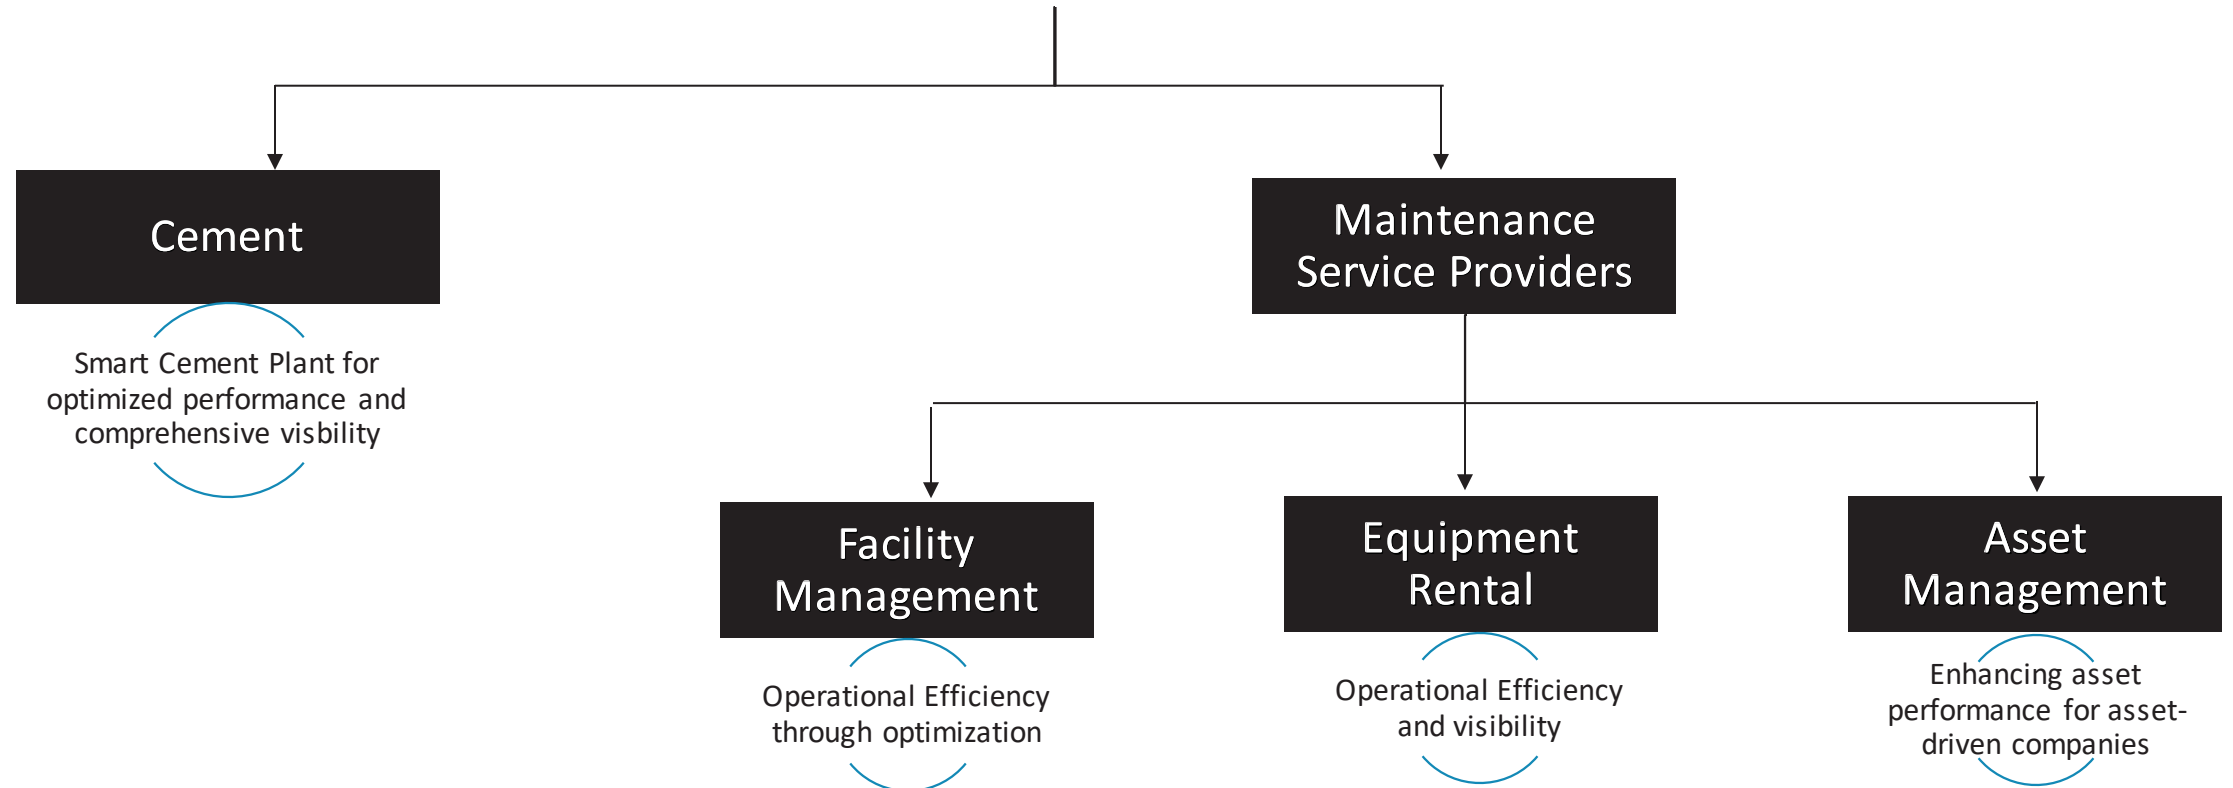 Cement
Smart Cement Plant for
optimized performance and
comprehensive visbility
Maintenance
Service Providers
Facility
Management
Operational Efficiency
through optimization
Equipment
Rental
Operational Efficiency
and visibility
Asset
Management
Enhancing asset
performance for asset-
driven companies